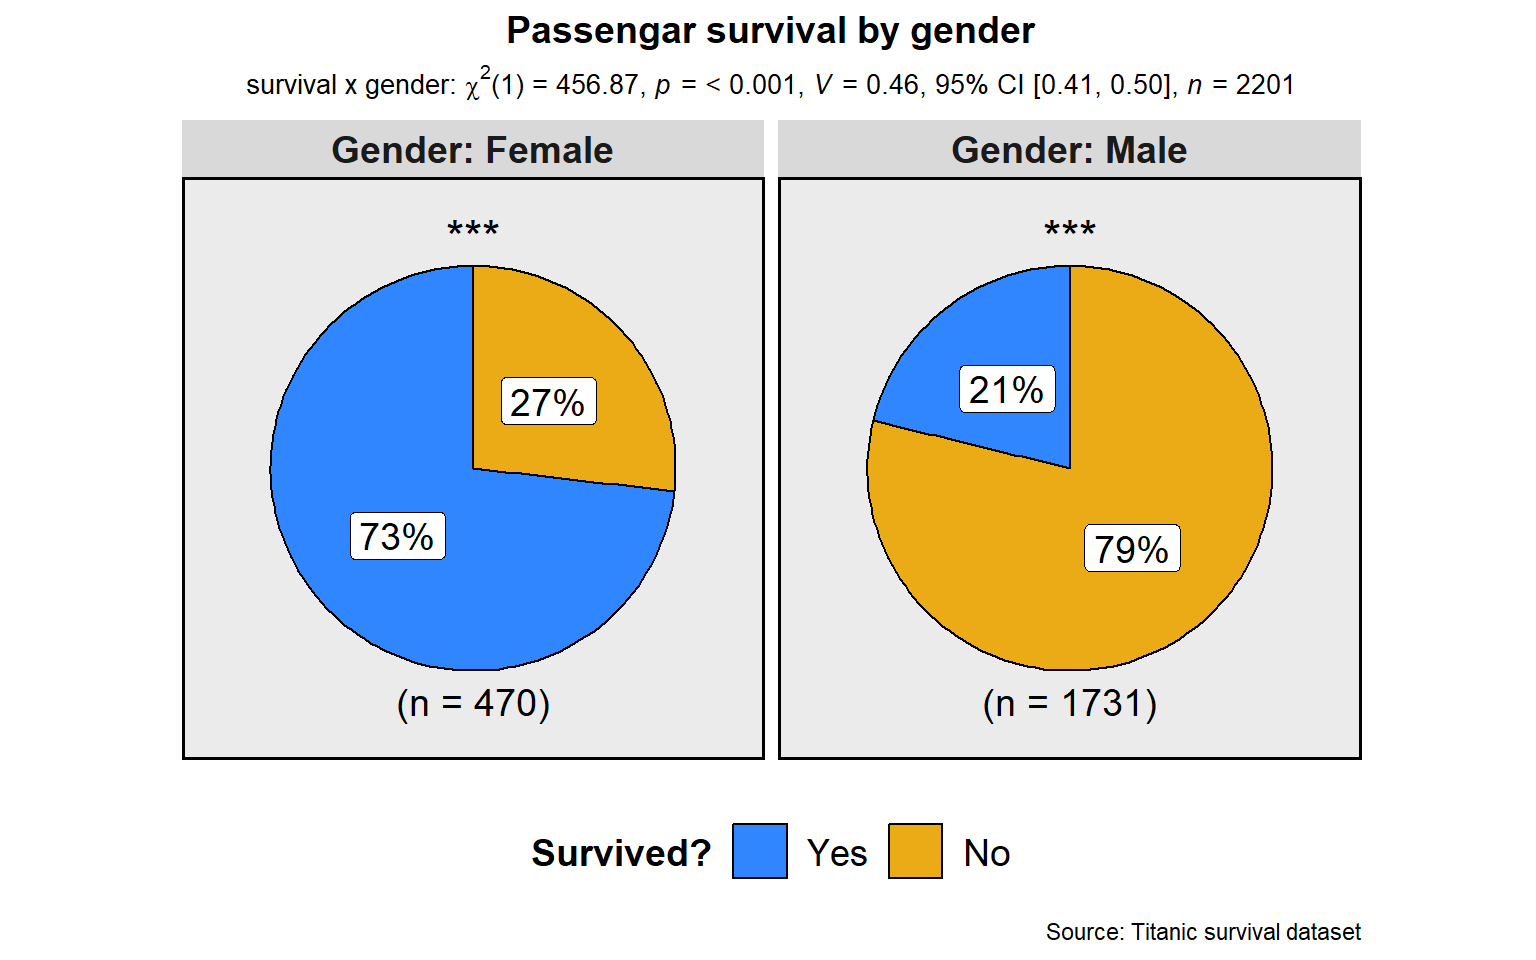 Passengar survival by gender
survival x gender: χ²(1) = 456.87, p = < 0.001, V = 0.46, 95% CI [0.41, 0.50], n = 2201
Gender: Female
***
27%
73%
(n = 470)
Gender: Male
***
21%
79%
(n = 1731)
Survived? Yes No
Source: Titanic survival dataset